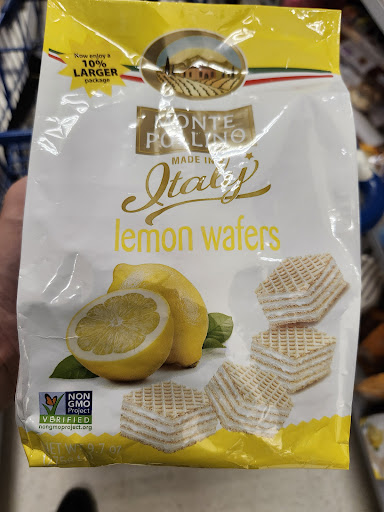 Now enjoy a
10%
LARGER
package
MONTE
POLLINO
MADE IN
Italy
lemon wafers
NON
GMO
Project
VERIFIED
nongmoproject.org